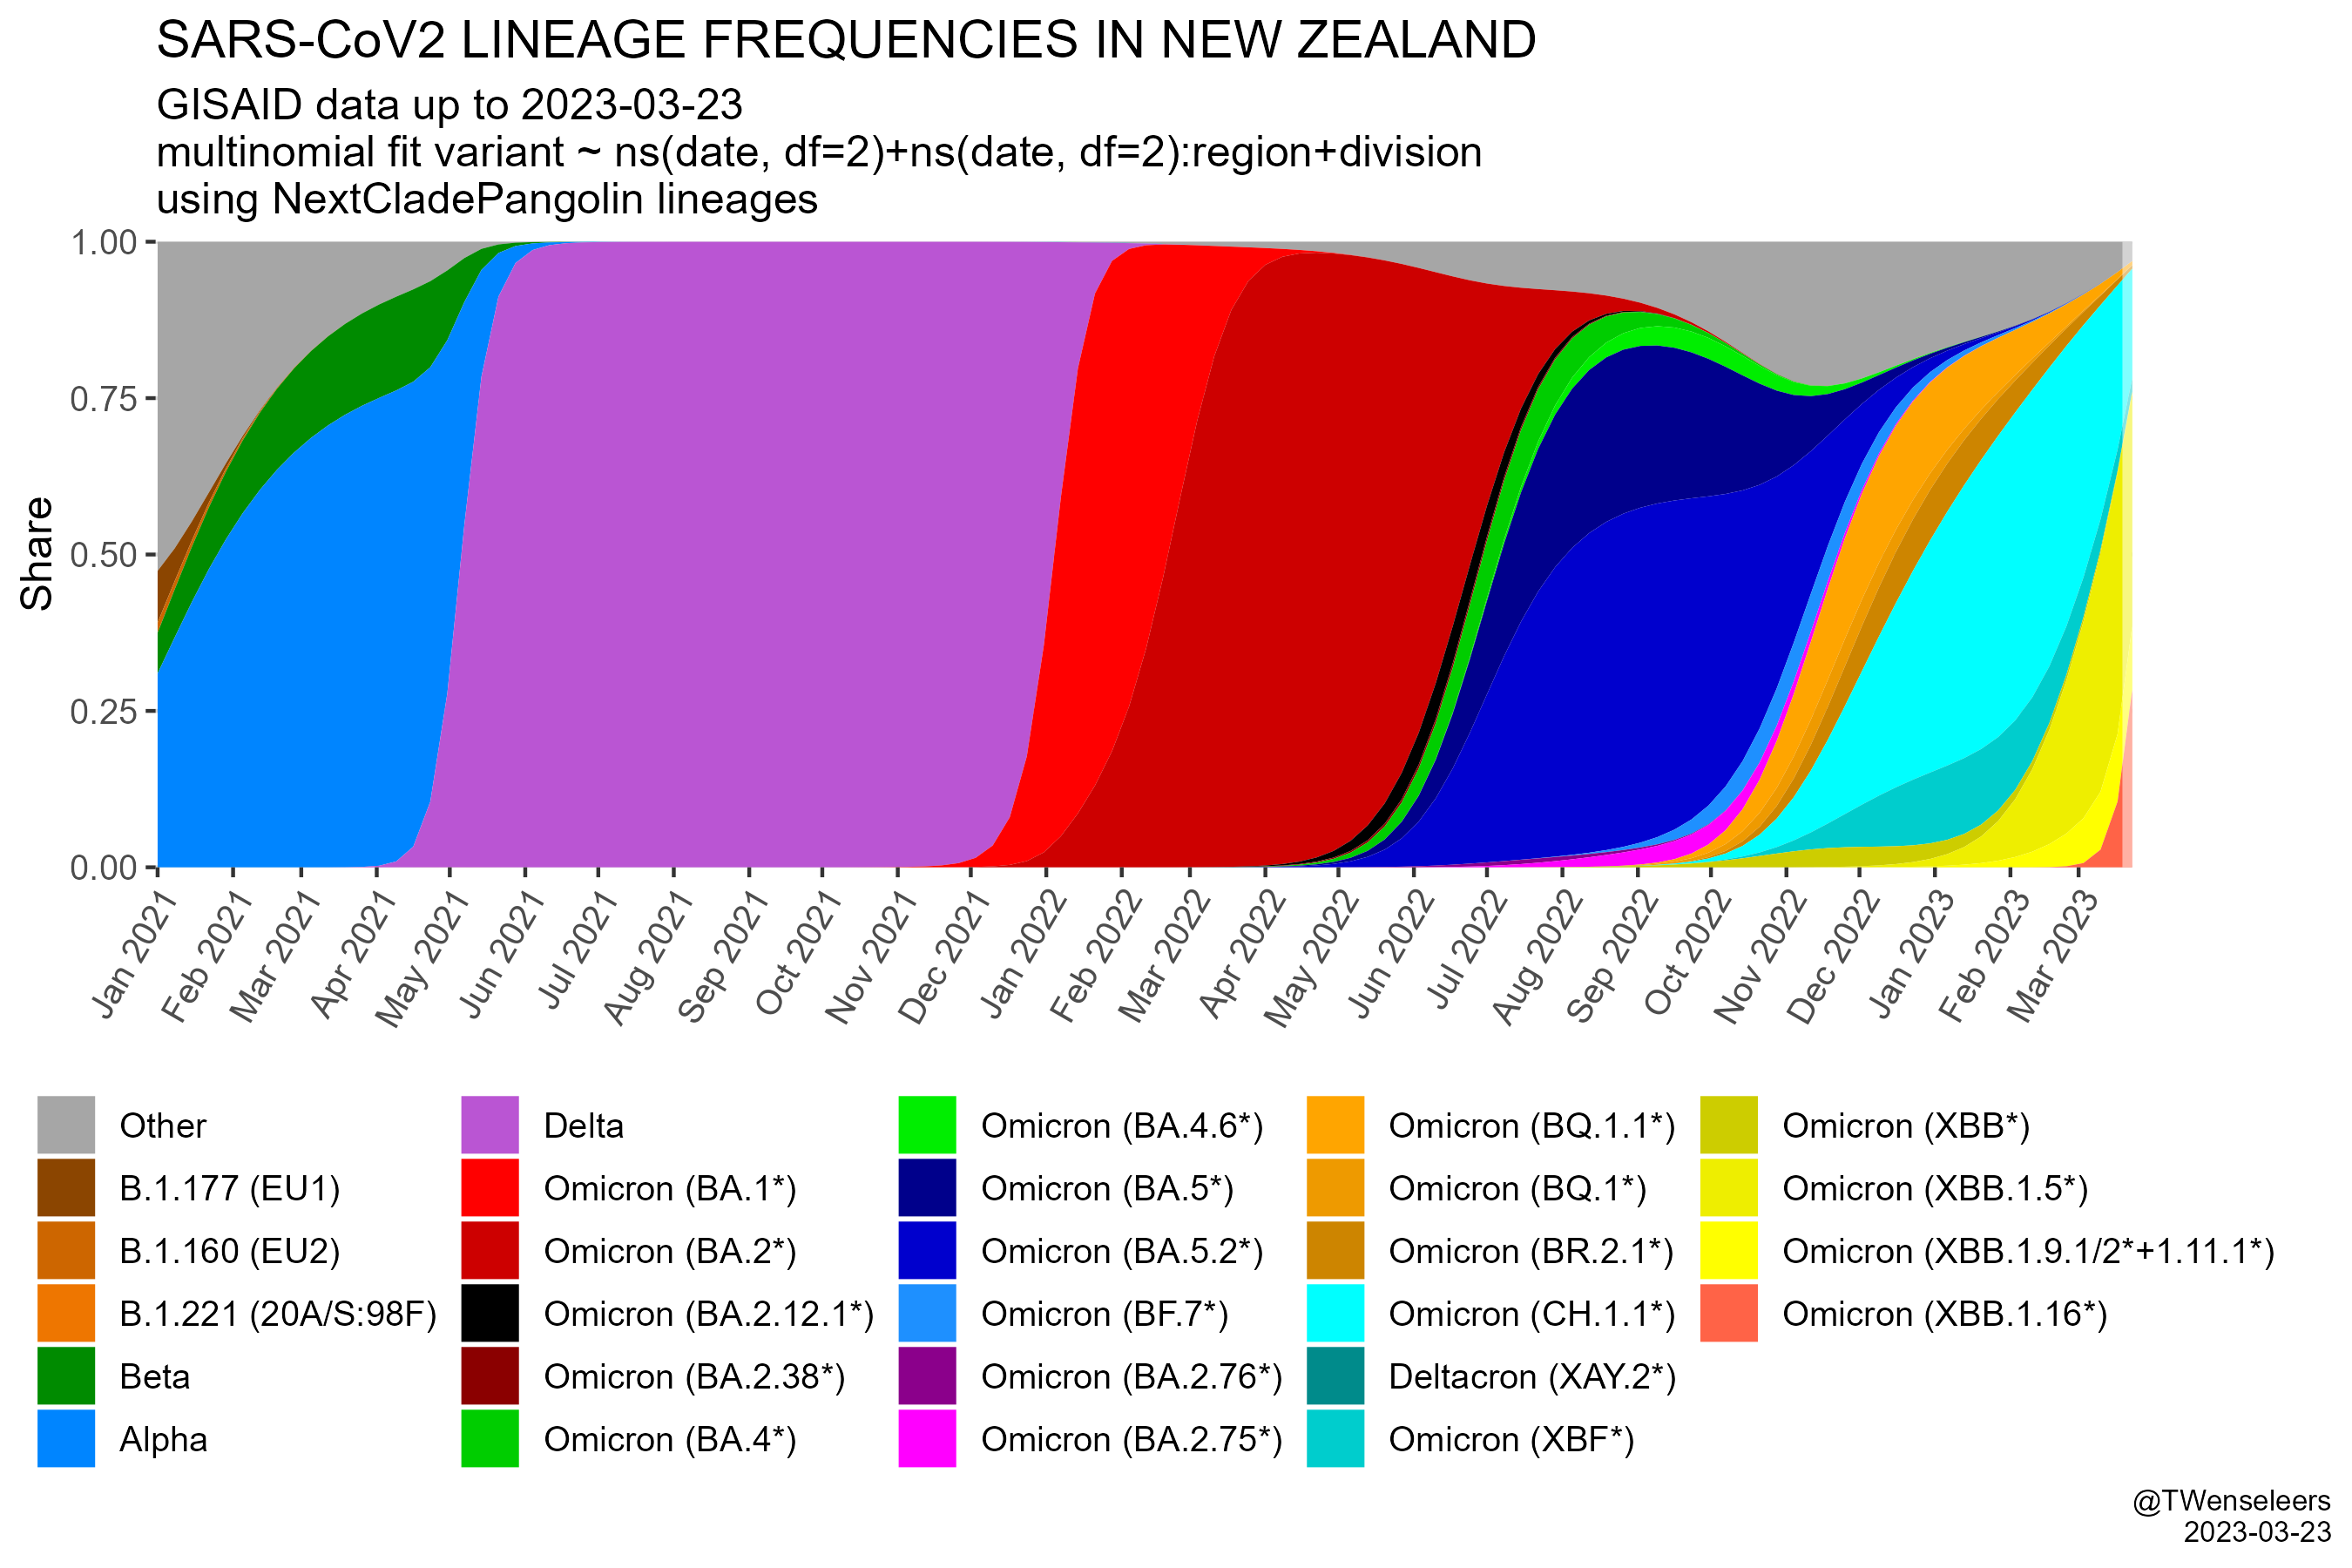 SARS-CoV2 LINEAGE FREQUENCIES IN NEW ZEALAND
GISAID data up to 2023-03-23
multinomial fit variant ~ ns(date, df=2)+ns(date, df=2):region+division
using NextCladePangolin lineages
Share
1.00
0.75
0.50
0.25
0.00
Jan 2021
Feb 2021
Mar 2021
Apr 2021
May 2021
Jun 2021
Jul 2021
Aug 2021
Sep 2021
Oct 2021
Nov 2021
Dec 2021
Jan 2022
Feb 2022
Mar 2022
Apr 2022
May 2022
Jun 2022
Jul 2022
Aug 2022
Sep 2022
Oct 2022
Nov 2022
Dec 2022
Jan 2023
Feb 2023
Mar 2023
Other
B.1.177 (EU1)
B.1.160 (EU2)
B.1.221 (20A/S:98F)
Beta
Alpha
Delta
Omicron (BA.1*)
Omicron (BA.2*)
Omicron (BA.2.12.1*)
Omicron (BA.2.38*)
Omicron (BA.4*)
Omicron (BA.4.6*)
Omicron (BA.5*)
Omicron (BA.5.2*)
Omicron (BF.7*)
Omicron (BA.2.76*)
Omicron (BA.2.75*)
Omicron (BQ.1.1*)
Omicron (BQ.1*)
Omicron (BR.2.1*)
Omicron (CH.1.1*)
Deltacron (XAY.2*)
Omicron (XBF*)
Omicron (XBB*)
Omicron (XBB.1.5*)
Omicron (XBB.1.9.1/2*+1.11.1*)
Omicron (XBB.1.16*)
@TWenseleers
2023-03-23